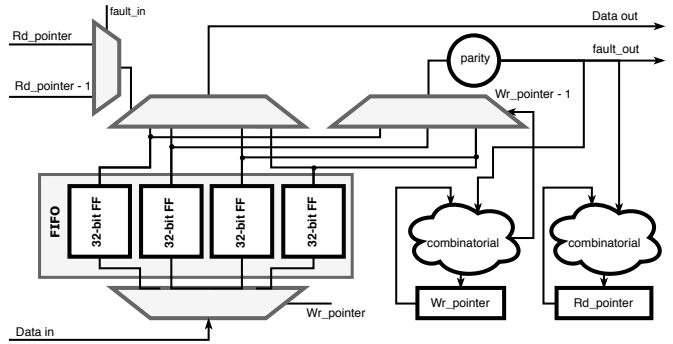 fault_in
Data out
Rd_pointer
fault_out
parity
Rd_pointer - 1
Wr_pointer - 1
FIFO
32-bit FF
32-bit FF
32-bit FF
32-bit FF
combinatorial
combinatorial
Wr_pointer
Rd_pointer
Wr_pointer
Data in